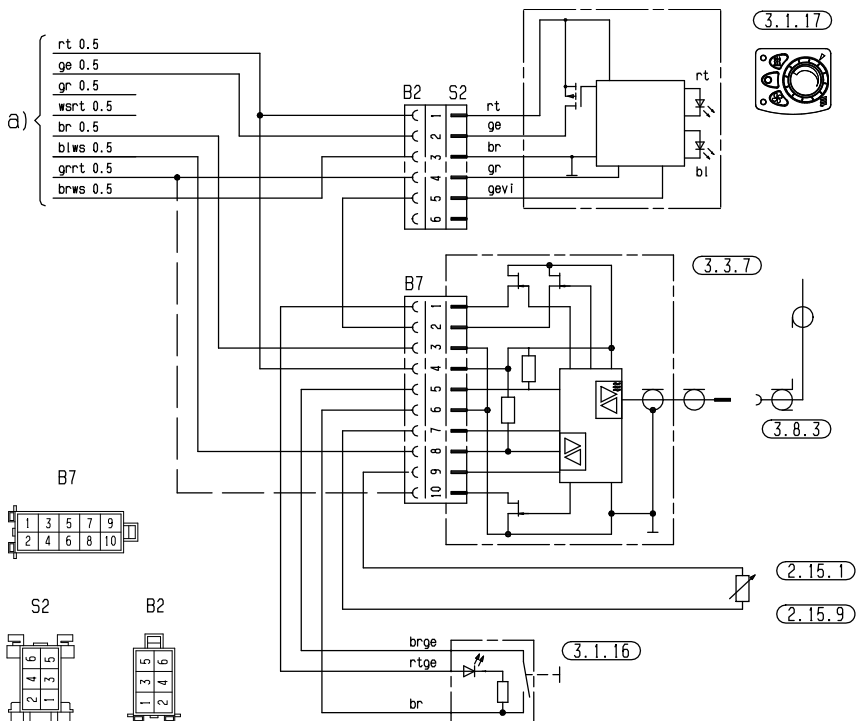 3.1.17
a)
rt 0.5
ge 0.5
gr 0.5
wsrt 0.5
br 0.5
blws 0.5
grrt 0.5
brws 0.5
B2 S2
1
2
3
4
5
6
rt
ge
br
gr
gevi
rt
bl
3.3.7
B7
1
2
3
4
5
6
7
8
9
10
3.8.3
B7
1 3 5 7 9
2 4 6 8 10
2.15.1
2.15.9
S2
6 5
4 3
2 1
B2
5 6
3 4
1 2
brge
rtge
br
3.1.16